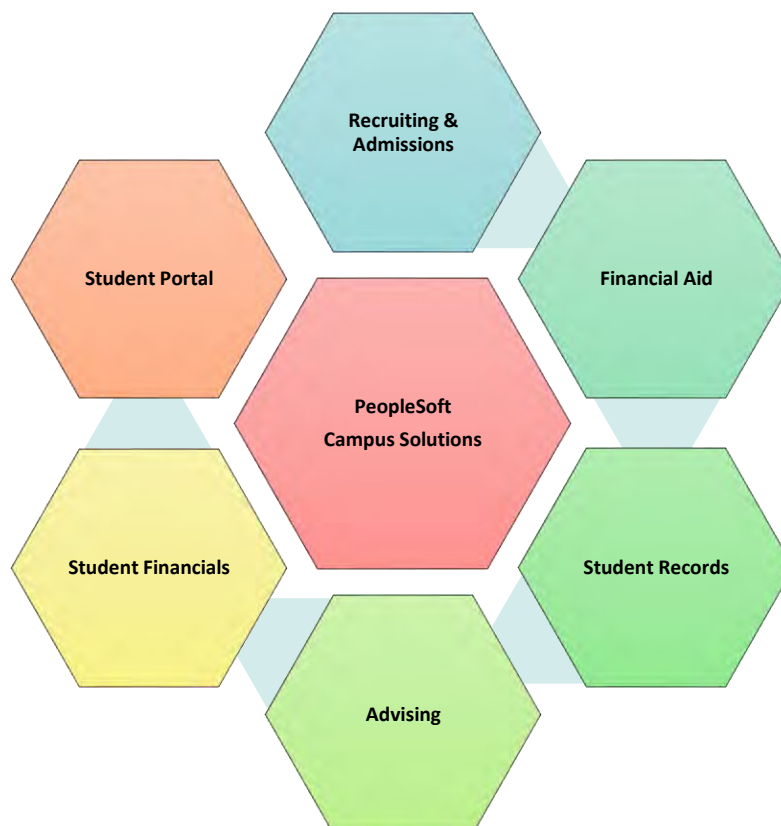 Recruiting &
Admissions
Student Portal
Financial Aid
PeopleSoft
Campus Solutions
Student Financials
Student Records
Advising